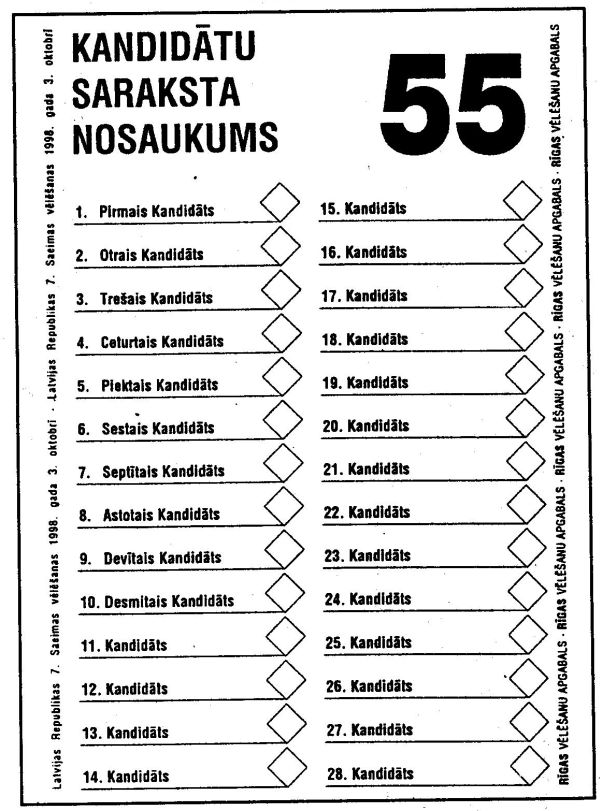 KANDIDĀTU
SARAKSTA
NOSAUKUMS
55
1. Pirmais Kandidāts
2. Otrais Kandidāts
3. Trešais Kandidāts
4. Ceturtais Kandidāts
5. Piektais Kandidāts
6. Sestais Kandidāts
7. Septītais Kandidāts
8. Astotais Kandidāts
9. Devītais Kandidāts
10. Desmitais Kandidāts
11. Kandidāts
12. Kandidāts
13. Kandidāts
14. Kandidāts
15. Kandidāts
16. Kandidāts
17. Kandidāts
18. Kandidāts
19. Kandidāts
20. Kandidāts
21. Kandidāts
22. Kandidāts
23. Kandidāts
24. Kandidāts
25. Kandidāts
26. Kandidāts
27. Kandidāts
28. Kandidāts
Latvijas Republikas 7. Saeimas vēlēšanas 1998. gada 3. oktobrī · Latvijas Republikas 7. Saeimas vēlēšanas 1998. gada 3. oktobrī
RĪGAS VĒLĒŠANU APGABALS · RĪGAS VĒLĒŠANU APGABALS · RĪGAS VĒLĒŠANU APGABALS · RĪGAS VĒLĒŠANU APGABALS · RĪGAS VĒLĒŠANU APGABALS